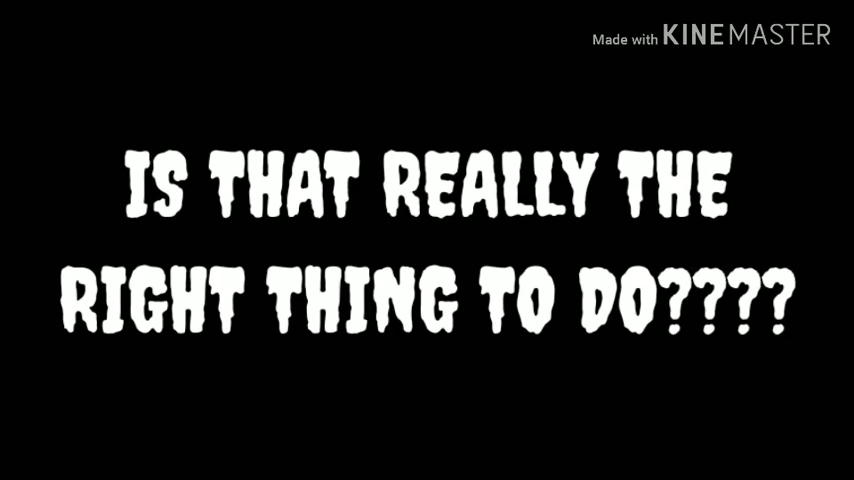 Made with KINEMASTER
IS THAT REALLY THE
RIGHT THING TO DO????